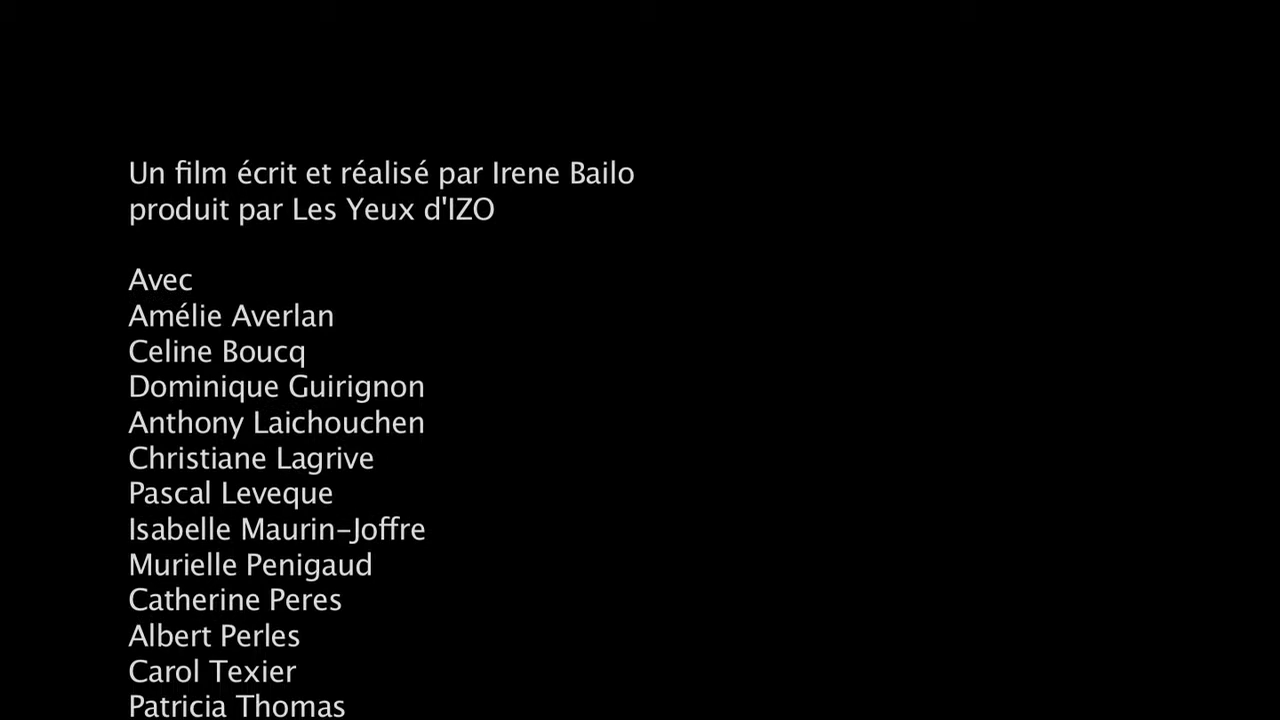 Un film écrit et réalisé par Irene Bailo
produit par Les Yeux d'IZO
Avec
Amélie Averlan
Celine Boucq
Dominique Guirignon
Anthony Laichouchen
Christiane Lagrive
Pascal Leveque
Isabelle Maurin–Joffre
Murielle Penigaud
Catherine Peres
Albert Perles
Carol Texier
Patricia Thomas